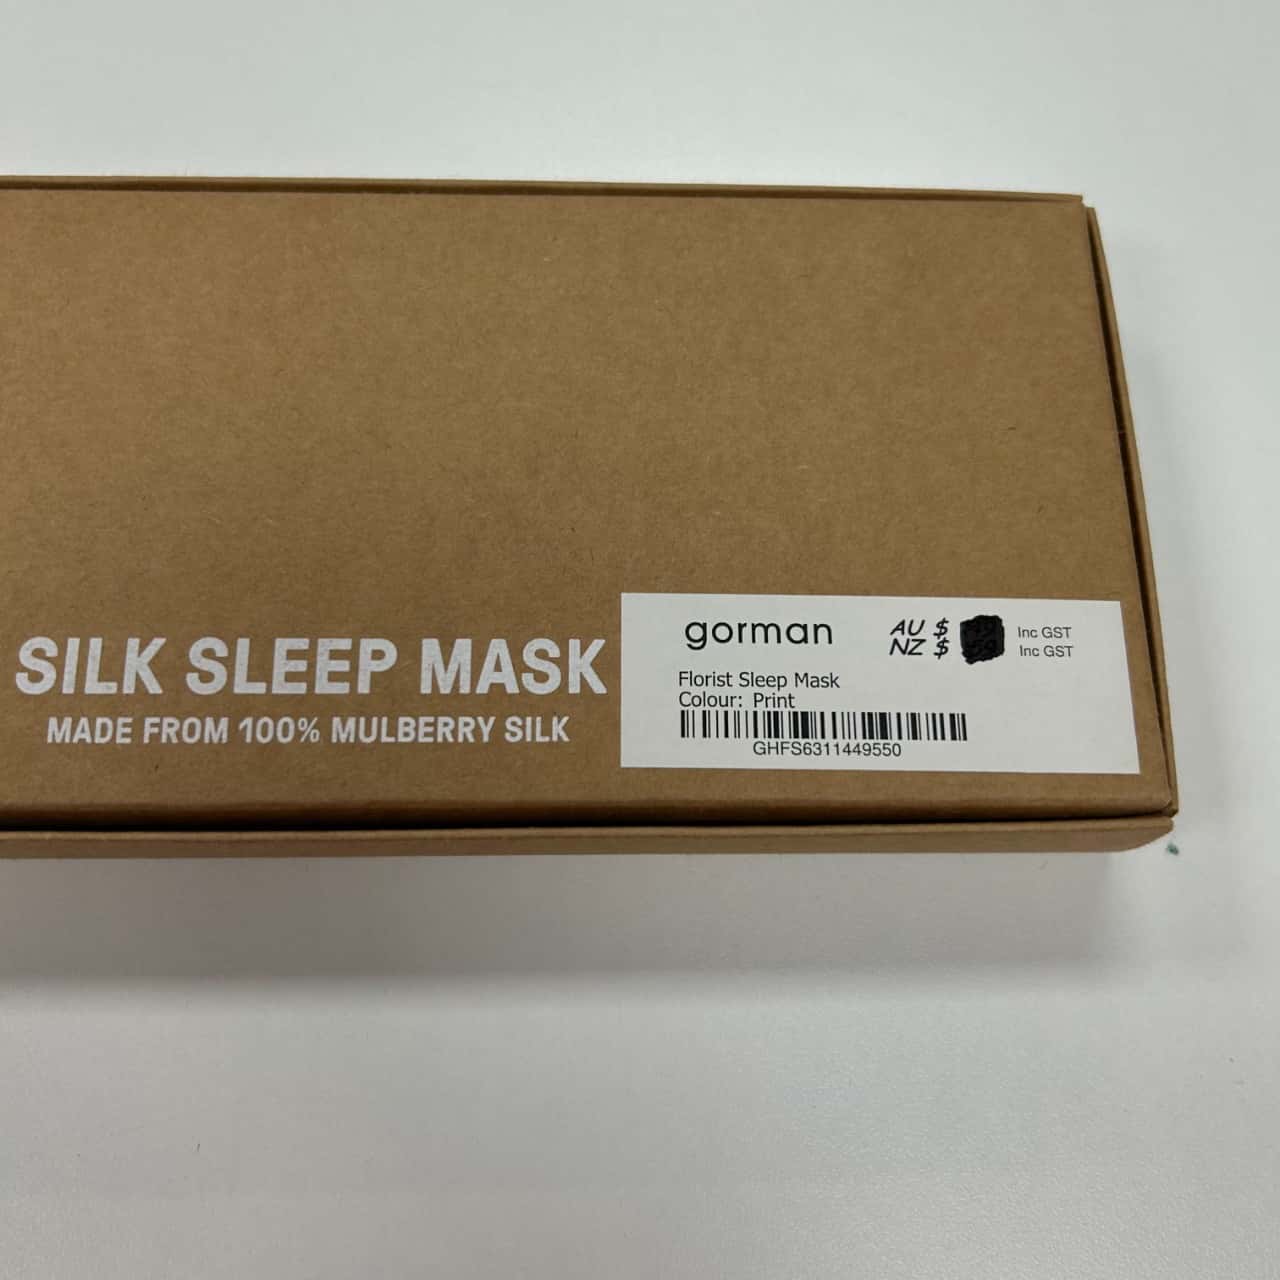 SILK SLEEP MASK
MADE FROM 100% MULBERRY SILK
gorman
AU $ Inc GST
NZ $ Inc GST
Florist Sleep Mask
Colour: Print
GHFS6311449550